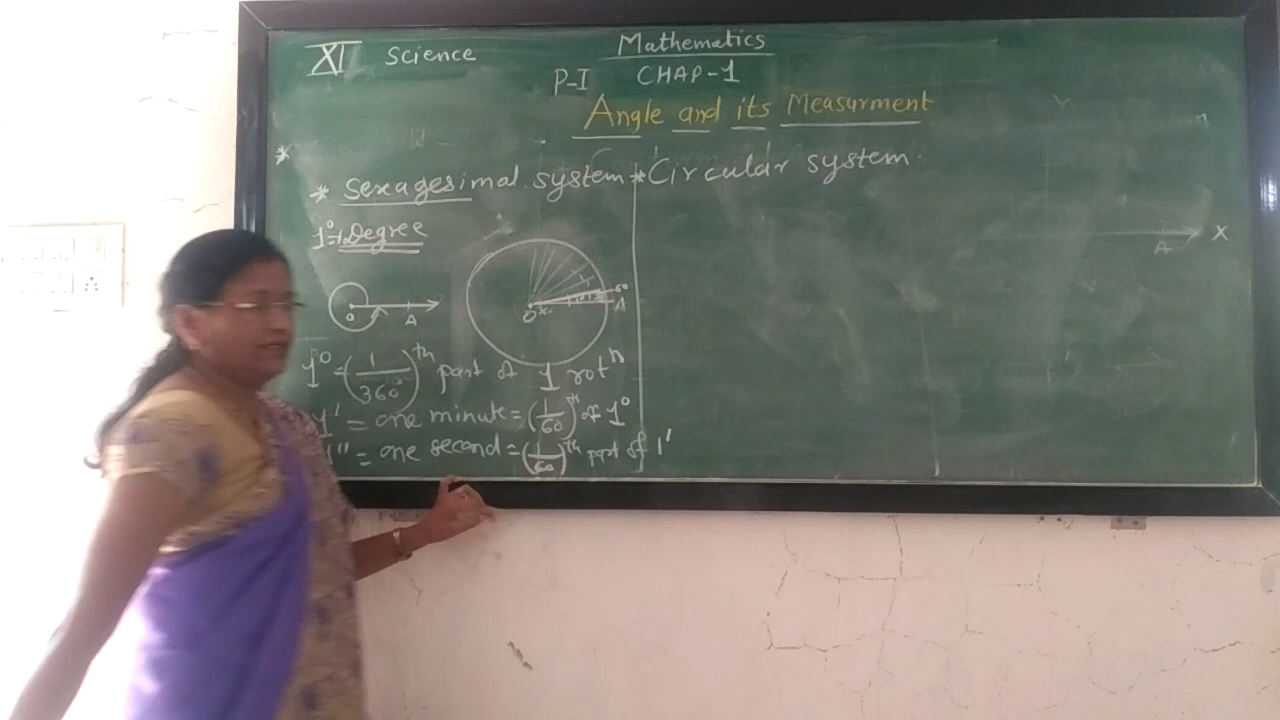 XI Science
Mathematics
P-I CHAP-1
Angle and its Measurment
*
* Sexagesimal system
* Circular system.
1°→Degree
O A
O x. 60 A
1° = (1/360°)th part of 1 rotn
1' = one minute = (1/60)th of 1°
1" = one second = (1/60)th part of 1'
Y
n
A X